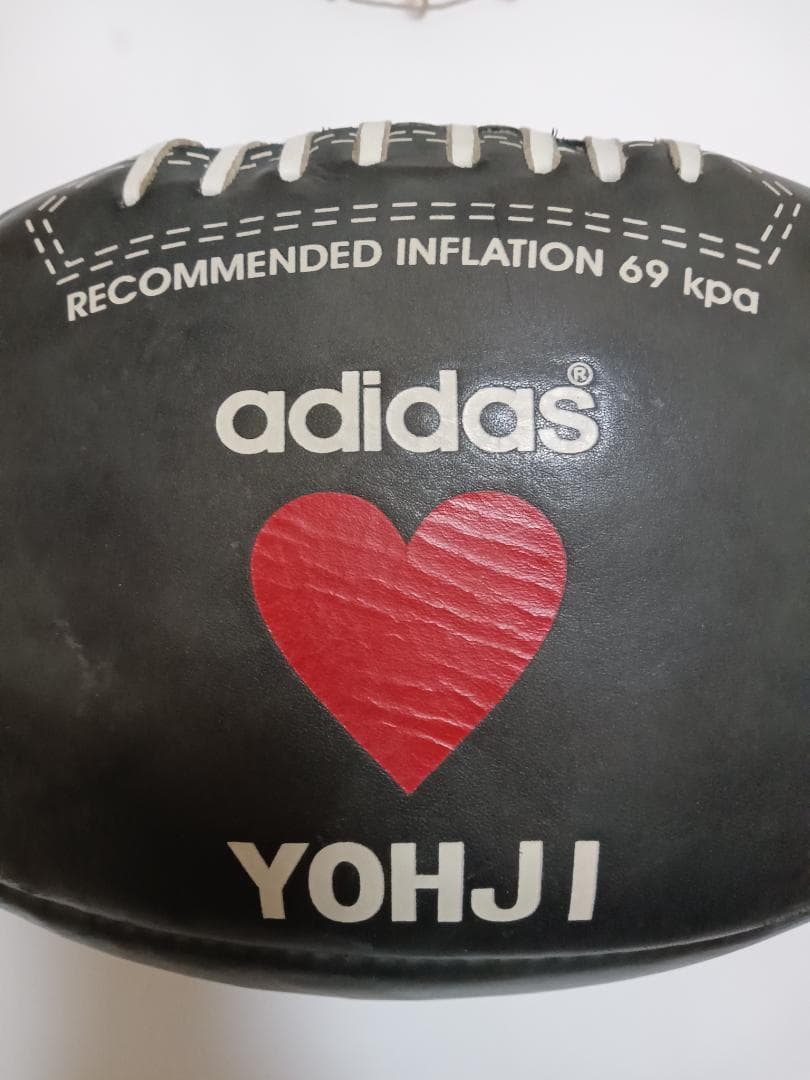 RECOMMENDED INFLATION 69 kpa
adidas®
YOHJI